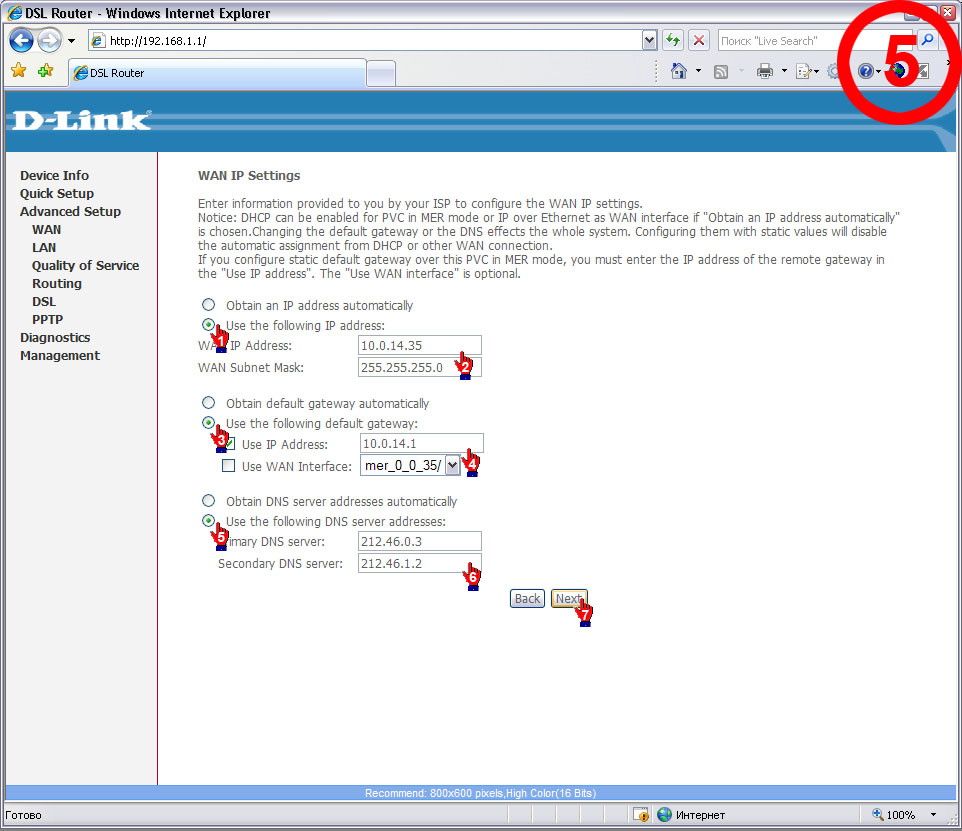 DSL Router - Windows Internet Explorer
http://192.168.1.1/
Поиск "Live Search"
DSL Router
5
D-Link
Device Info
Quick Setup
Advanced Setup
WAN
LAN
Quality of Service
Routing
DSL
PPTP
Diagnostics
Management
WAN IP Settings
Enter information provided to you by your ISP to configure the WAN IP settings.
Notice: DHCP can be enabled for PVC in MER mode or IP over Ethernet as WAN interface if "Obtain an IP address automatically"
is chosen.Changing the default gateway or the DNS effects the whole system. Configuring them with static values will disable
the automatic assignment from DHCP or other WAN connection.
If you configure static default gateway over this PVC in MER mode, you must enter the IP address of the remote gateway in
the "Use IP address". The "Use WAN interface" is optional.
Obtain an IP address automatically
Use the following IP address:
1
WAN IP Address: 10.0.14.35
WAN Subnet Mask: 255.255.255.0 2
Obtain default gateway automatically
Use the following default gateway:
3 Use IP Address: 10.0.14.1
Use WAN Interface: mer_0_0_35/ 4
Obtain DNS server addresses automatically
Use the following DNS server addresses:
5 Primary DNS server: 212.46.0.3
Secondary DNS server: 212.46.1.2 6
Back Next
7
Recommend: 800x600 pixels,High Color(16 Bits)
Готово Интернет 100%